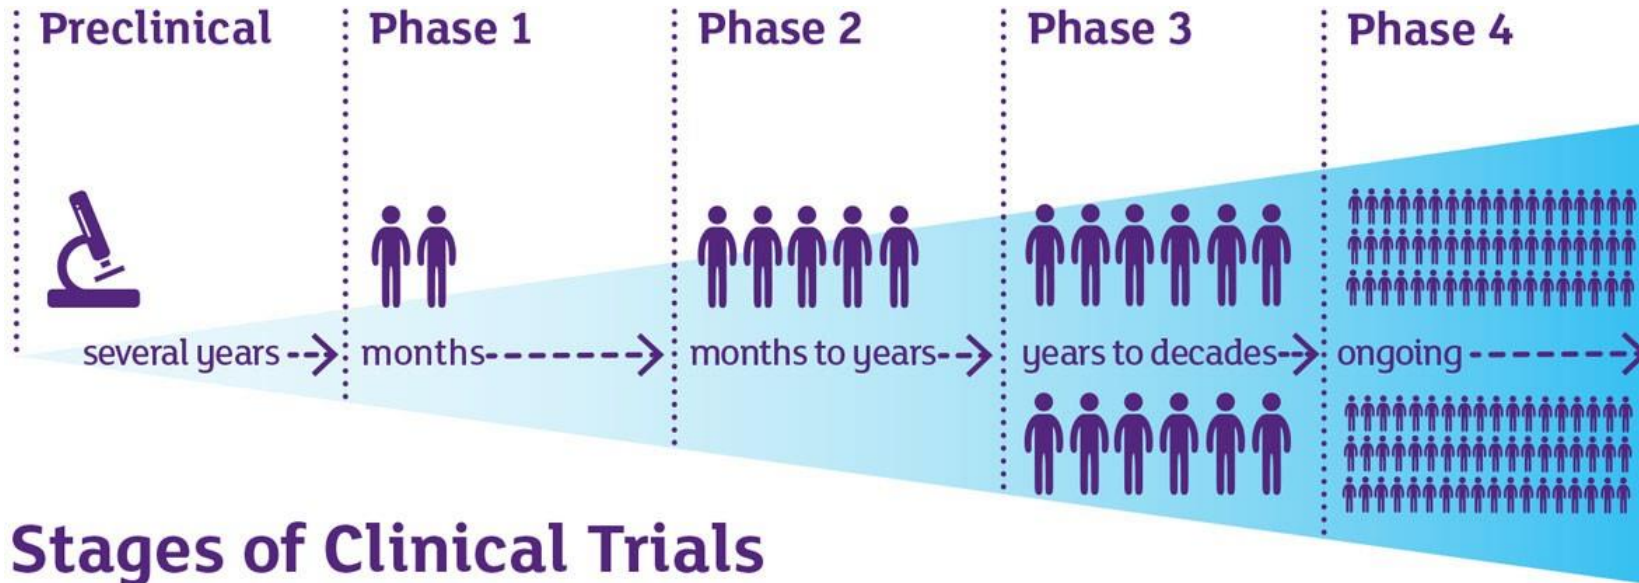 Preclinical
Phase 1
Phase 2
Phase 3
Phase 4
several years
months
months to years
years to decades
ongoing
Stages of Clinical Trials